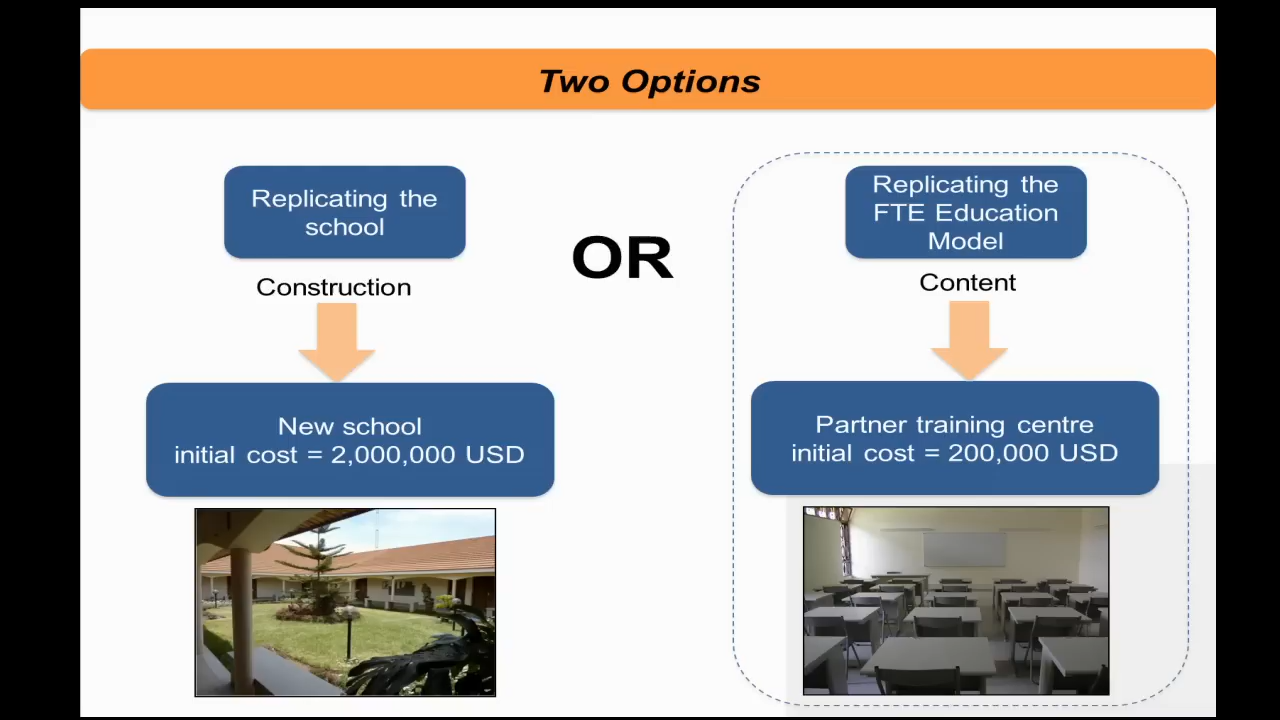 Two Options
Replicating the
school
Construction
New school
initial cost = 2,000,000 USD
OR
Replicating the
FTE Education
Model
Content
Partner training centre
initial cost = 200,000 USD